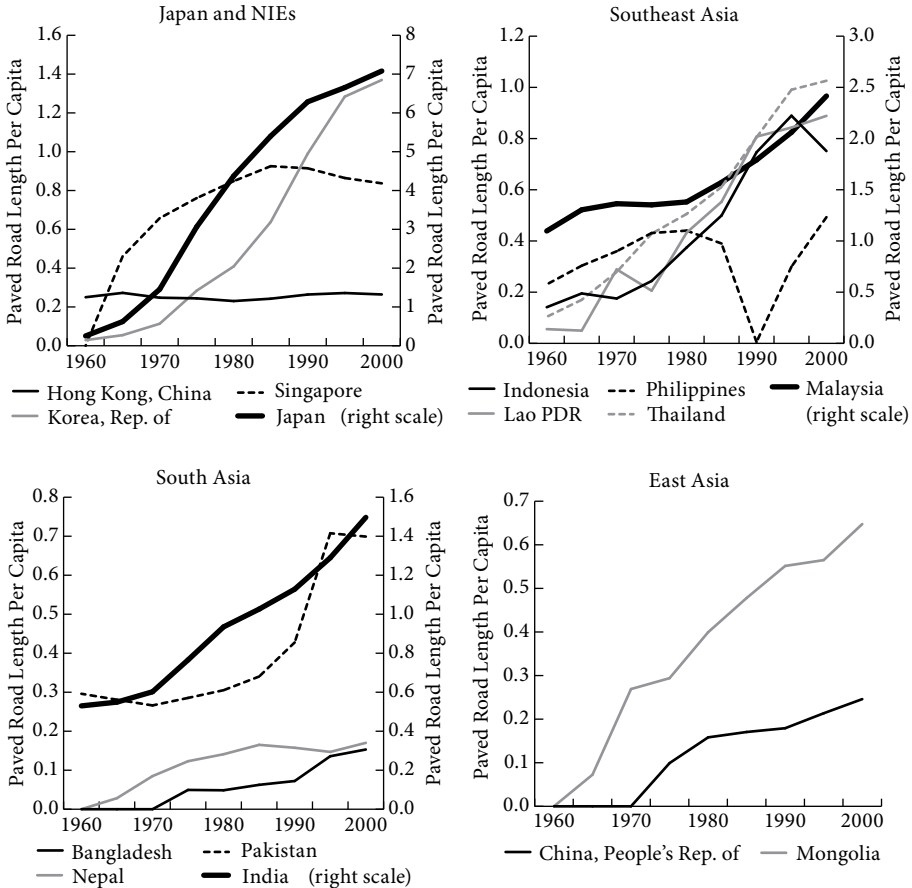 Japan and NIEs
Paved Road Length Per Capita
1.6
1.4
1.2
1.0
0.8
0.6
0.4
0.2
0.0
8
7
6
5
4
3
2
1
0
Paved Road Length Per Capita
1960 1970 1980 1990 2000
Hong Kong, China Singapore
Korea, Rep. of Japan (right scale)
Southeast Asia
Paved Road Length Per Capita
1.2
1.0
0.8
0.6
0.4
0.2
0.0
3.0
2.5
2.0
1.5
1.0
0.5
0.0
Paved Road Length Per Capita
1960 1970 1980 1990 2000
Indonesia Philippines Malaysia
Lao PDR Thailand (right scale)
South Asia
Paved Road Length Per Capita
0.8
0.7
0.6
0.5
0.4
0.3
0.2
0.1
0.0
1.6
1.4
1.2
1.0
0.8
0.6
0.4
0.2
0.0
Paved Road Length Per Capita
1960 1970 1980 1990 2000
Bangladesh Pakistan
Nepal India (right scale)
East Asia
Paved Road Length Per Capita
0.7
0.6
0.5
0.4
0.3
0.2
0.1
0.0
1960 1970 1980 1990 2000
China, People's Rep. of Mongolia